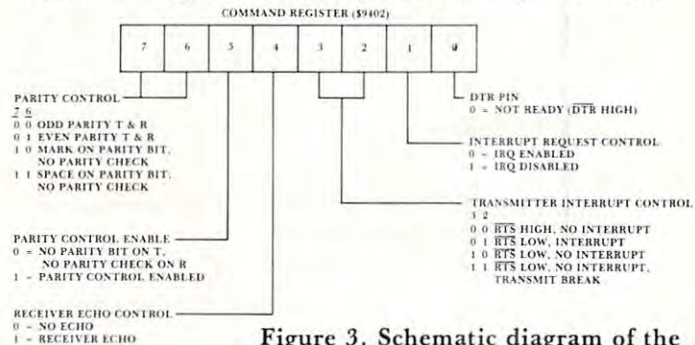 COMMAND REGISTER ($9402)
7 6 5 4 3 2 1 0
PARITY CONTROL
7 6
0 0 ODD PARITY T & R
0 1 EVEN PARITY T & R
1 0 MARK ON PARITY BIT,
NO PARITY CHECK
1 1 SPACE ON PARITY BIT,
NO PARITY CHECK
PARITY CONTROL ENABLE
0 = NO PARITY BIT ON T,
NO PARITY CHECK ON R
1 = PARITY CONTROL ENABLED
RECEIVER ECHO CONTROL
0 = NO ECHO
1 = RECEIVER ECHO
DTR PIN
0 = NOT READY (DTR HIGH)
INTERRUPT REQUEST CONTROL
0 = IRQ ENABLED
1 = IRQ DISABLED
TRANSMITTER INTERRUPT CONTROL
3 2
0 0 RTS HIGH, NO INTERRUPT
0 1 RTS LOW, INTERRUPT
1 0 RTS LOW, NO INTERRUPT
1 1 RTS LOW, NO INTERRUPT,
TRANSMIT BREAK
Figure 3. Schematic diagram of the